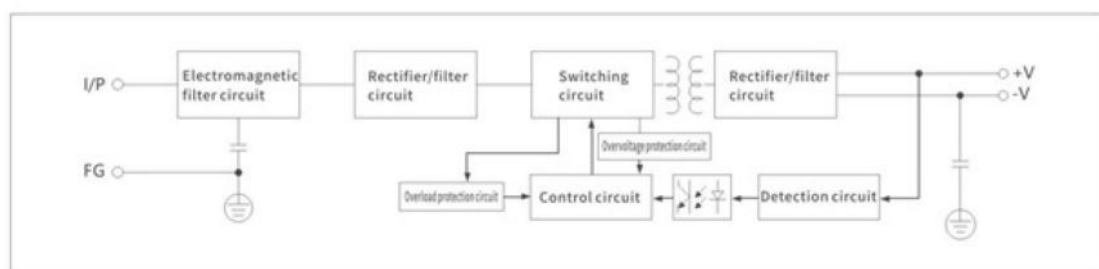 I/P
Electromagnetic
filter circuit
Rectifier/filter
circuit
Switching
circuit
Rectifier/filter
circuit
+V
-V
Overvoltage protection circuit
FG
Overload protection circuit
Control circuit
Detection circuit